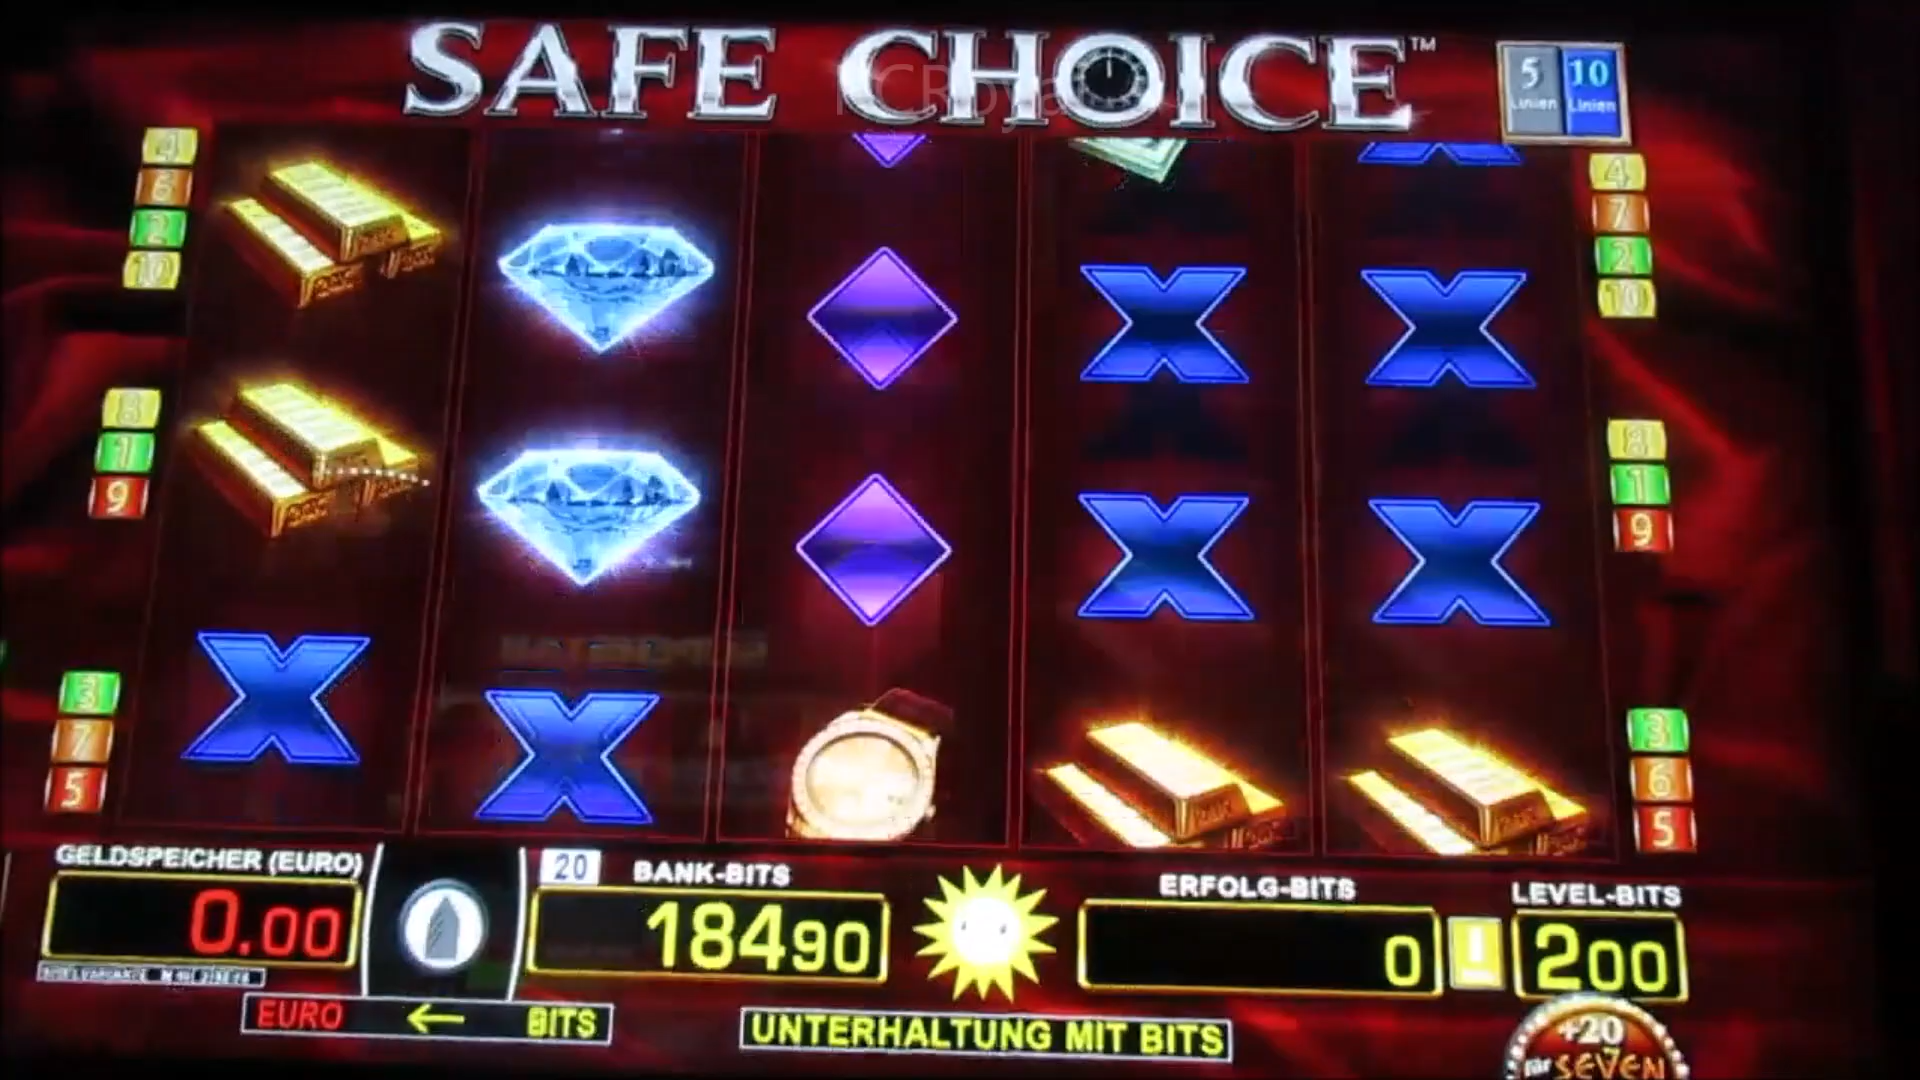 SAFE CHOICE™
5 10
Linien Linien
4 4
6 7
2 2
10 10
8 8
1 1
9 9
3 3
7 6
5 5
GELDSPEICHER (EURO)
20 BANK-BITS
ERFOLG-BITS
LEVEL-BITS
0.00
18490
0
200
EURO ← BITS
UNTERHALTUNG MIT BITS
+20
für SEVEN